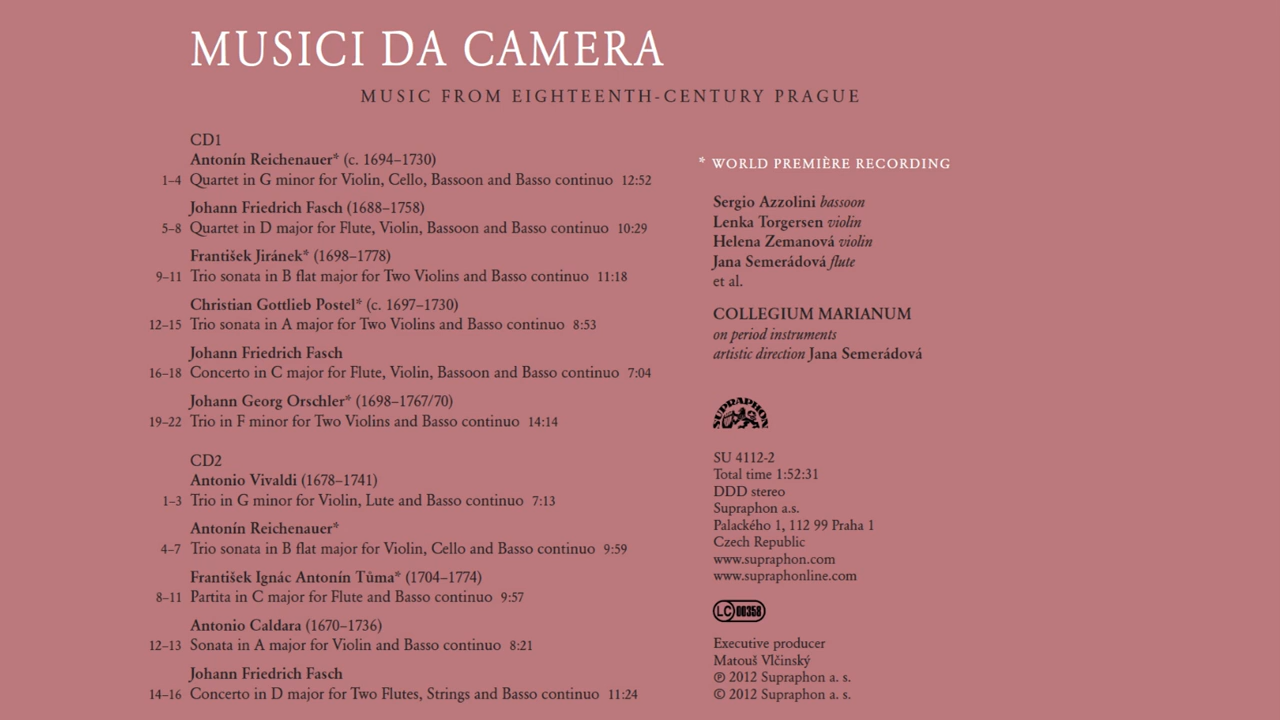 MUSICI DA CAMERA
MUSIC FROM EIGHTEENTH-CENTURY PRAGUE
CD1
Antonín Reichenauer* (c. 1694–1730)
1–4 Quartet in G minor for Violin, Cello, Bassoon and Basso continuo 12:52
Johann Friedrich Fasch (1688–1758)
5–8 Quartet in D major for Flute, Violin, Bassoon and Basso continuo 10:29
František Jiránek* (1698–1778)
9–11 Trio sonata in B flat major for Two Violins and Basso continuo 11:18
Christian Gottlieb Postel* (c. 1697–1730)
12–15 Trio sonata in A major for Two Violins and Basso continuo 8:53
Johann Friedrich Fasch
16–18 Concerto in C major for Flute, Violin, Bassoon and Basso continuo 7:04
Johann Georg Orschler* (1698–1767/70)
19–22 Trio in F minor for Two Violins and Basso continuo 14:14
CD2
Antonio Vivaldi (1678–1741)
1–3 Trio in G minor for Violin, Lute and Basso continuo 7:13
Antonín Reichenauer*
4–7 Trio sonata in B flat major for Violin, Cello and Basso continuo 9:59
František Ignác Antonín Tůma* (1704–1774)
8–11 Partita in C major for Flute and Basso continuo 9:57
Antonio Caldara (1670–1736)
12–13 Sonata in A major for Violin and Basso continuo 8:21
Johann Friedrich Fasch
14–16 Concerto in D major for Two Flutes, Strings and Basso continuo 11:24
* WORLD PREMIÈRE RECORDING
Sergio Azzolini bassoon
Lenka Torgersen violin
Helena Zemanová violin
Jana Semerádová flute
et al.
COLLEGIUM MARIANUM
on period instruments
artistic direction Jana Semerádová
SUPRAPHON
SU 4112-2
Total time 1:52:31
DDD stereo
Supraphon a.s.
Palackého 1, 112 99 Praha 1
Czech Republic
www.supraphon.com
www.supraphonline.com
LC 00358
Executive producer
Matouš Vlčinský
℗ 2012 Supraphon a. s.
© 2012 Supraphon a. s.